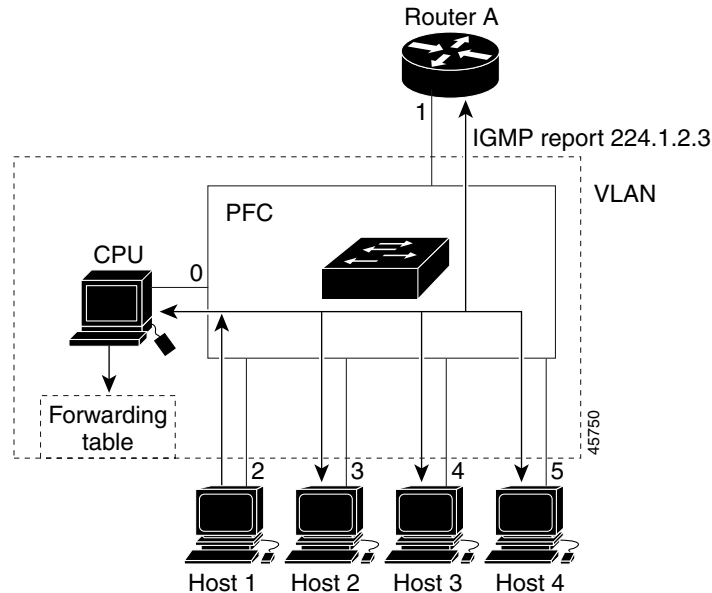 Router A
1
IGMP report 224.1.2.3
VLAN
PFC
CPU
0
Forwarding
table
45750
2
3
4
5
Host 1
Host 2
Host 3
Host 4